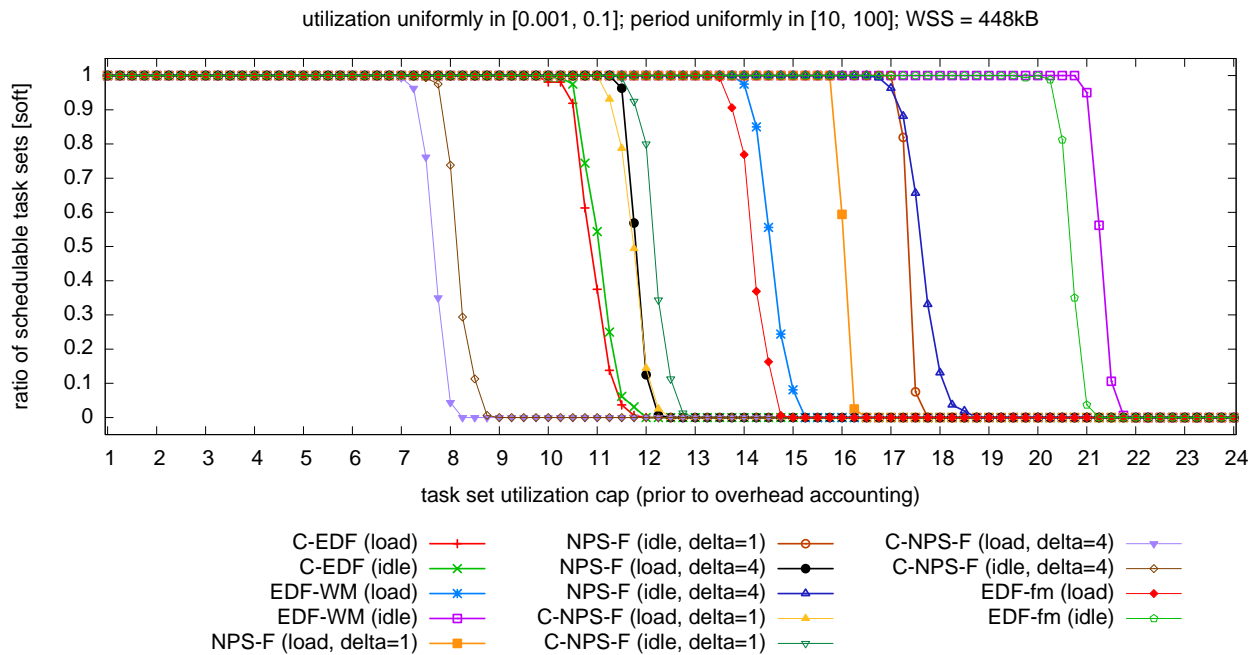 utilization uniformly in [0.001, 0.1]; period uniformly in [10, 100]; WSS = 448kB
ratio of schedulable task sets [soft]
1
0.9
0.8
0.7
0.6
0.5
0.4
0.3
0.2
0.1
0
1 2 3 4 5 6 7 8 9 10 11 12 13 14 15 16 17 18 19 20 21 22 23 24
task set utilization cap (prior to overhead accounting)
C-EDF (load)
C-EDF (idle)
EDF-WM (load)
EDF-WM (idle)
NPS-F (load, delta=1)
NPS-F (idle, delta=1)
NPS-F (load, delta=4)
NPS-F (idle, delta=4)
C-NPS-F (load, delta=1)
C-NPS-F (idle, delta=1)
C-NPS-F (load, delta=4)
C-NPS-F (idle, delta=4)
EDF-fm (load)
EDF-fm (idle)